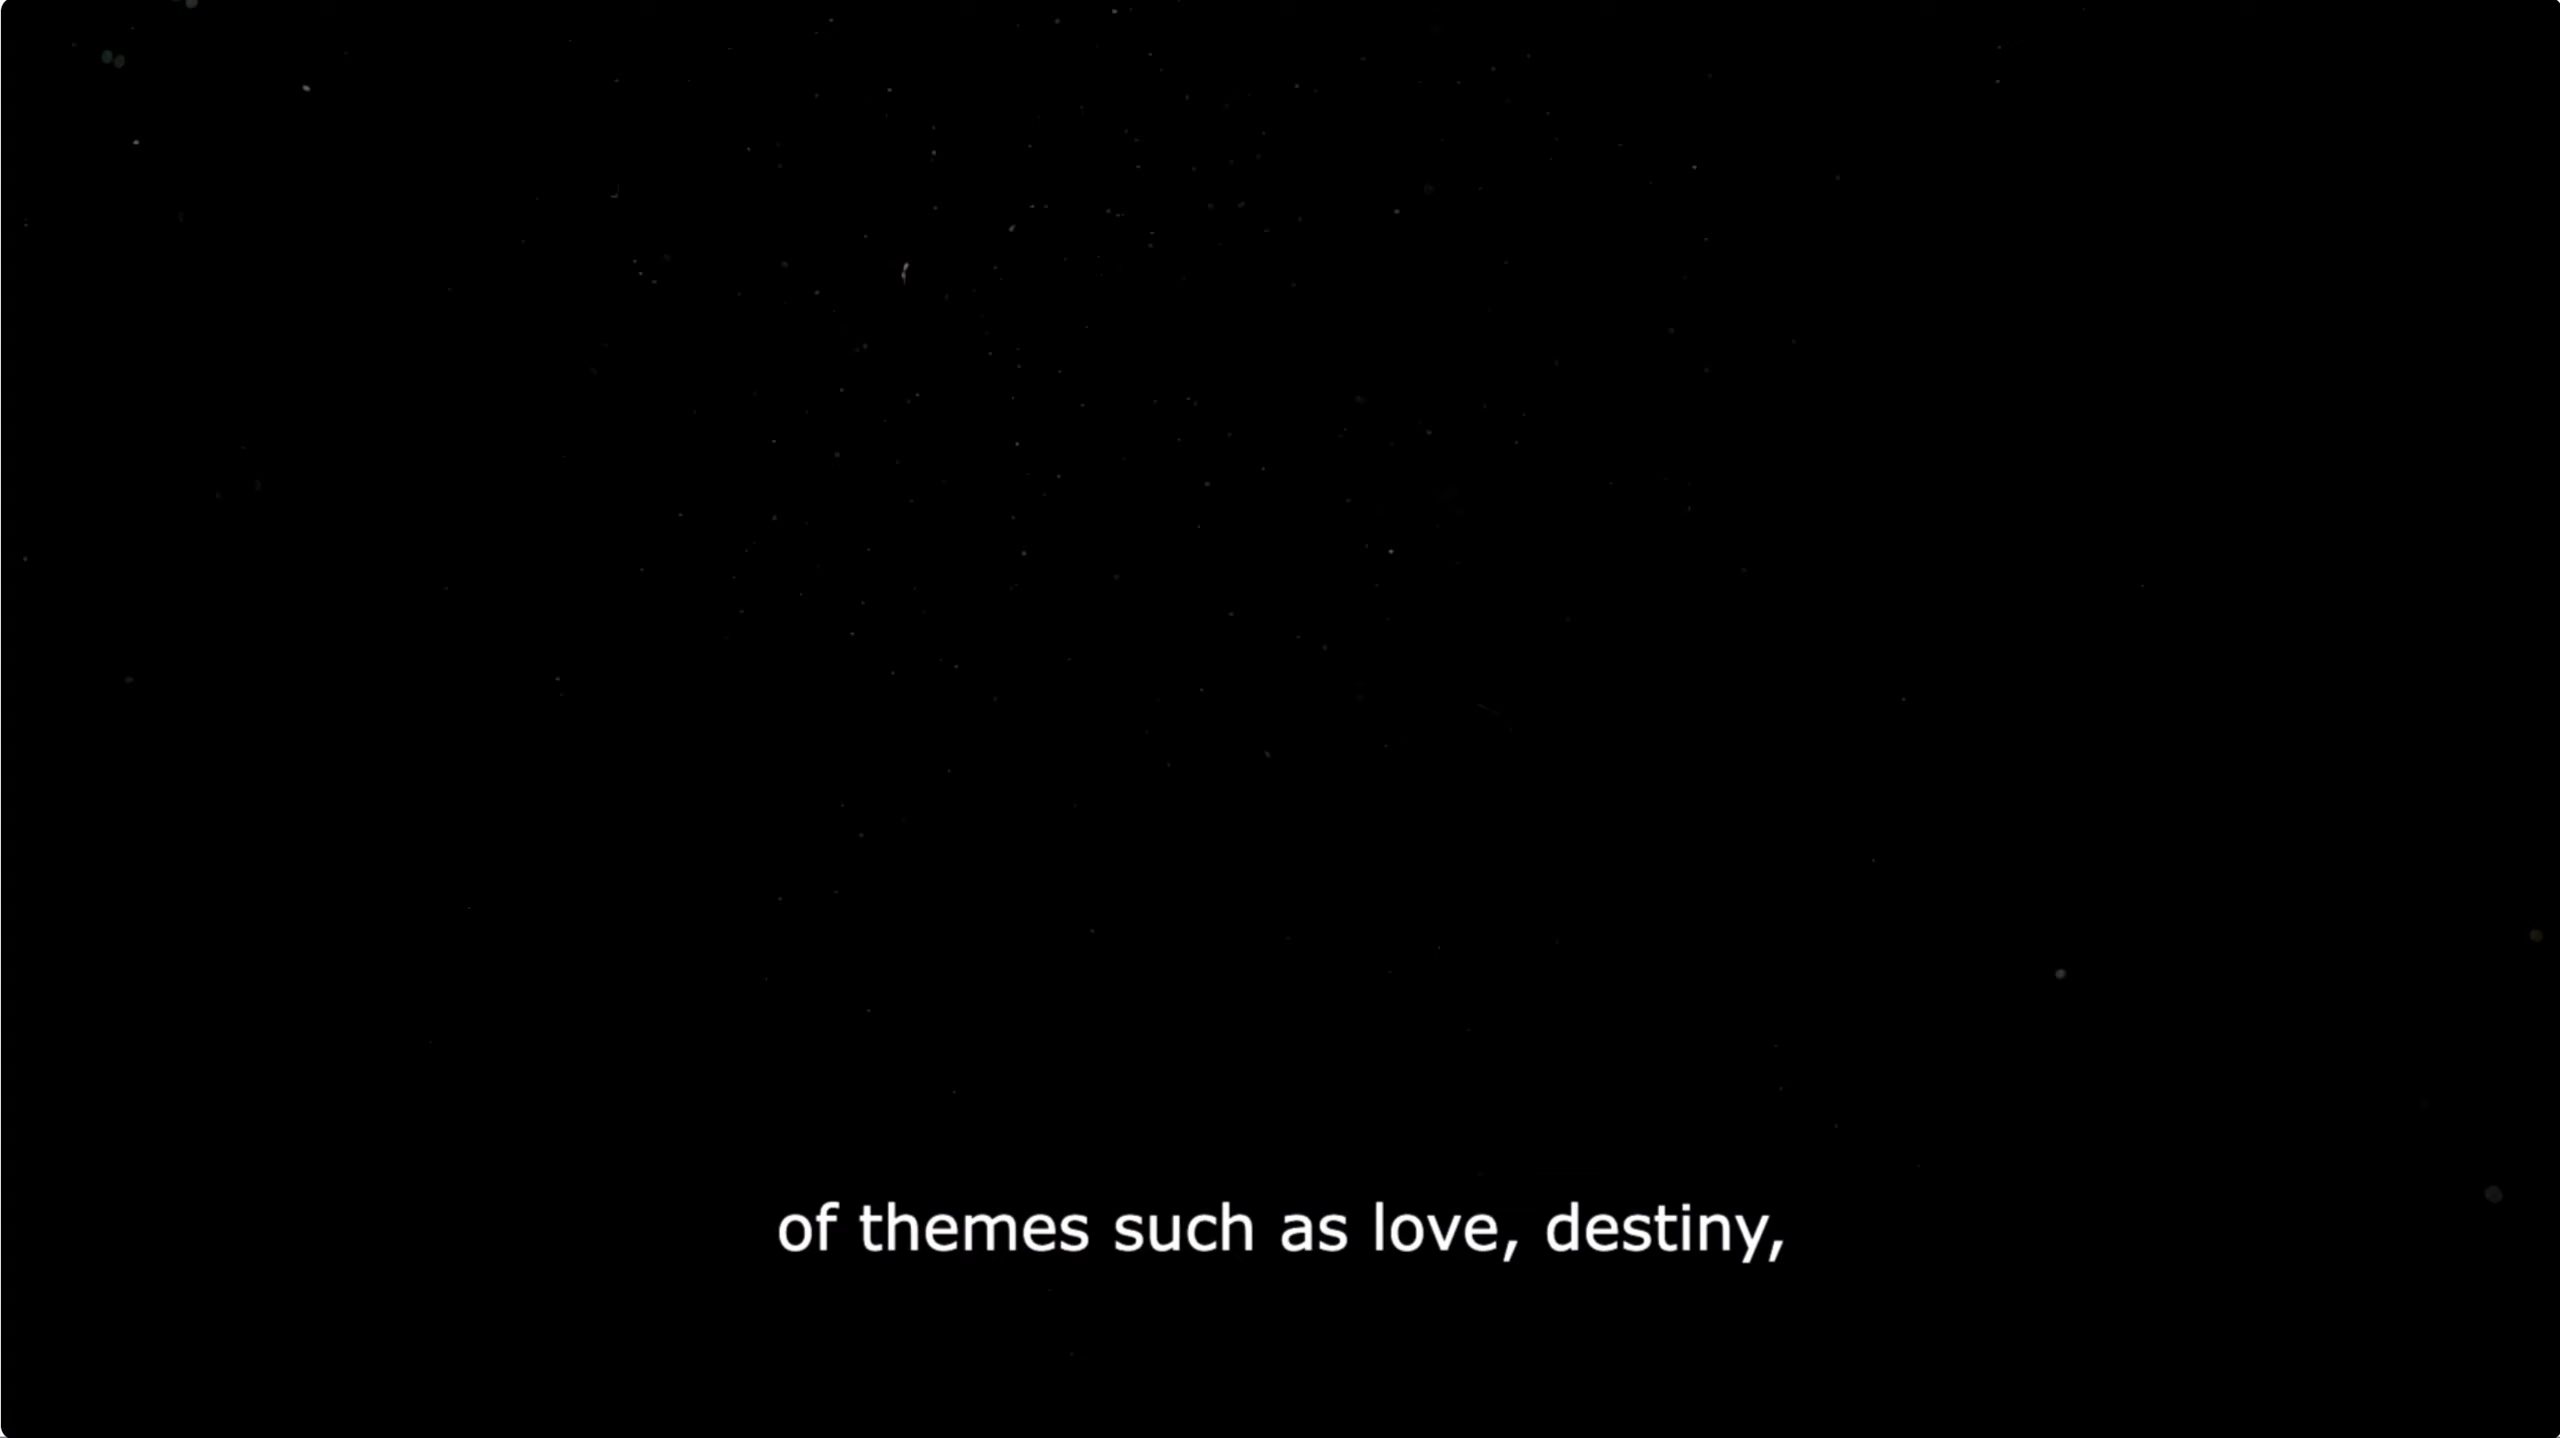 of themes such as love, destiny,